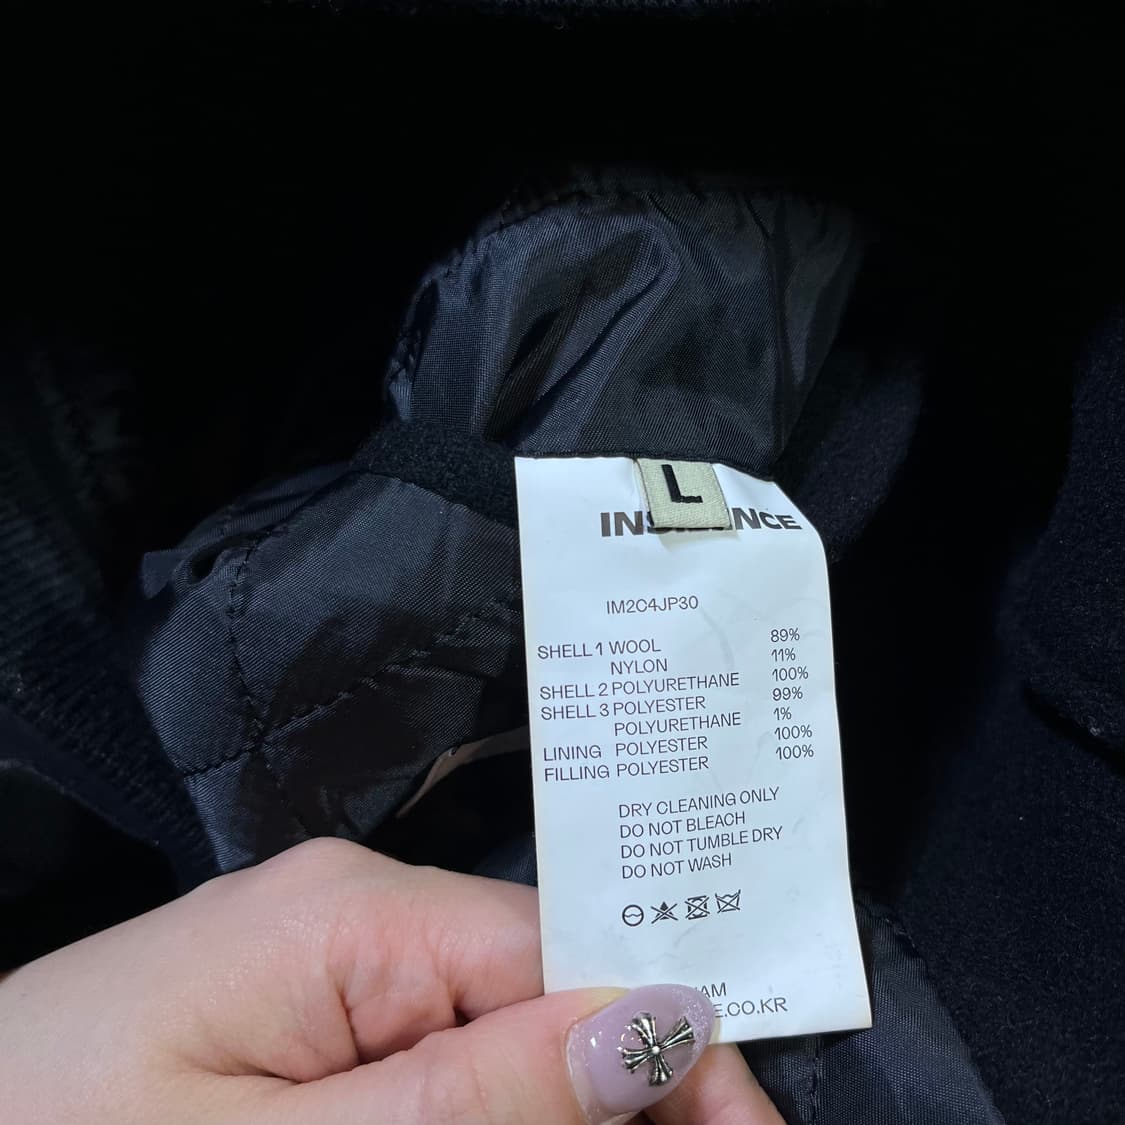 L
IM2C4JP30
SHELL 1 WOOL 89%
NYLON 11%
SHELL 2 POLYURETHANE 100%
SHELL 3 POLYESTER 99%
POLYURETHANE 1%
LINING POLYESTER 100%
FILLING POLYESTER 100%
DRY CLEANING ONLY
DO NOT BLEACH
DO NOT TUMBLE DRY
DO NOT WASH